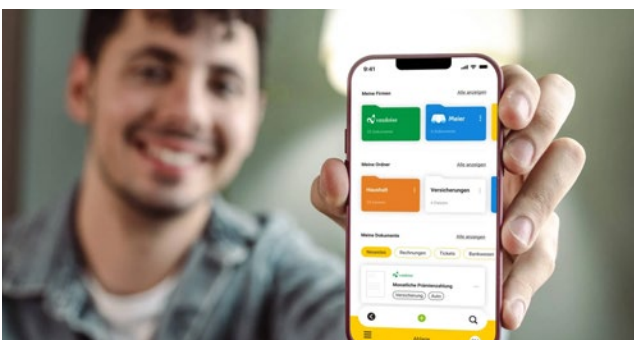 9:41
Meine Firmen
Alle anzeigen
Maier
Meine Ordner
Alle anzeigen
Haushalt
Versicherungen
Meine Dokumente
Alle anzeigen
Rechnungen
Tickets
Monatliche Prämienzahlung
Versicherung
Auto